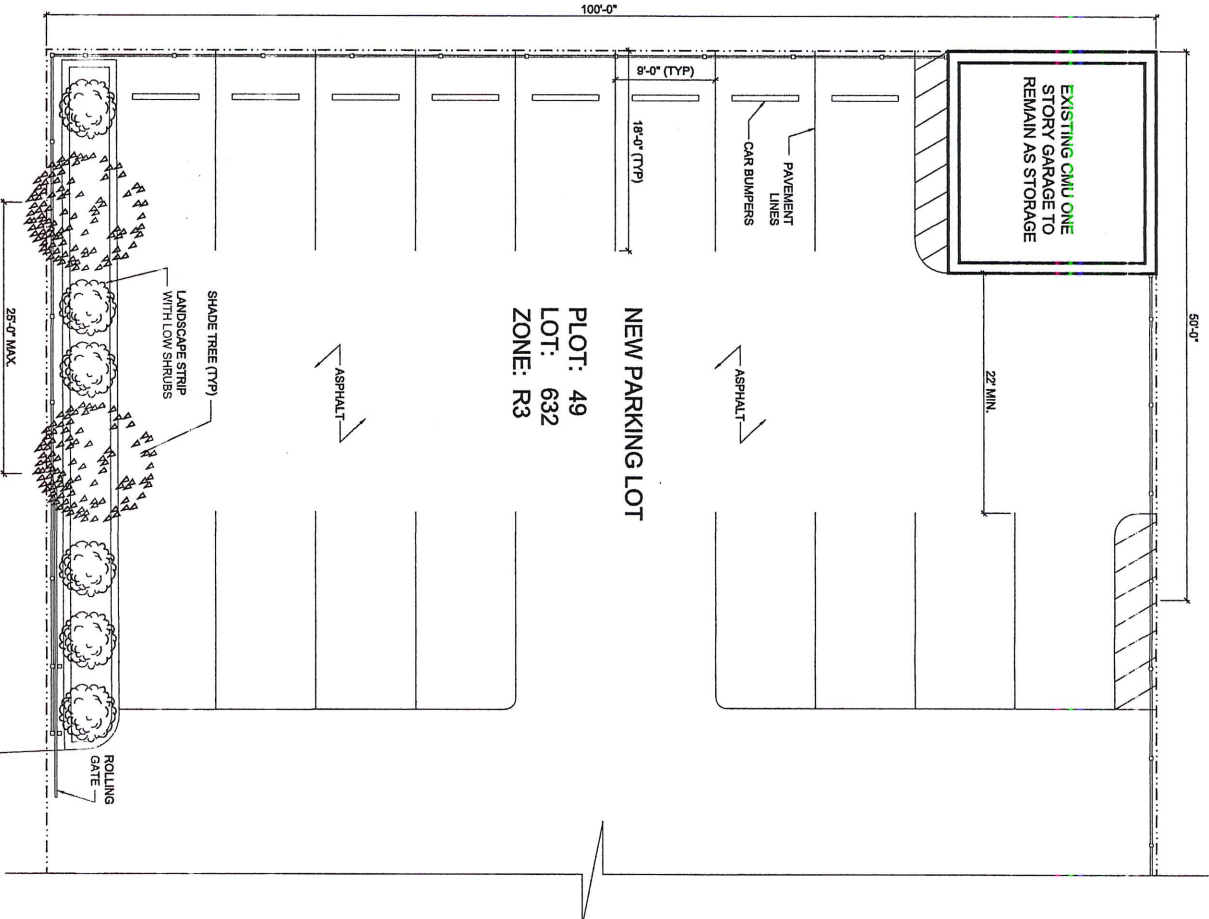 100'-0"
EXISTING CMU ONE
STORY GARAGE TO
REMAIN AS STORAGE
50'-0"
9'-0" (TYP)
18'-0" (TYP)
CAR BUMPERS
PAVEMENT
LINES
22' MIN.
NEW PARKING LOT
PLOT: 49
LOT: 632
ZONE: R3
ASPHALT
ASPHALT
SHADE TREE (TYP)
LANDSCAPE STRIP
WITH LOW SHRUBS
25'-0" MAX.
ROLLING
GATE